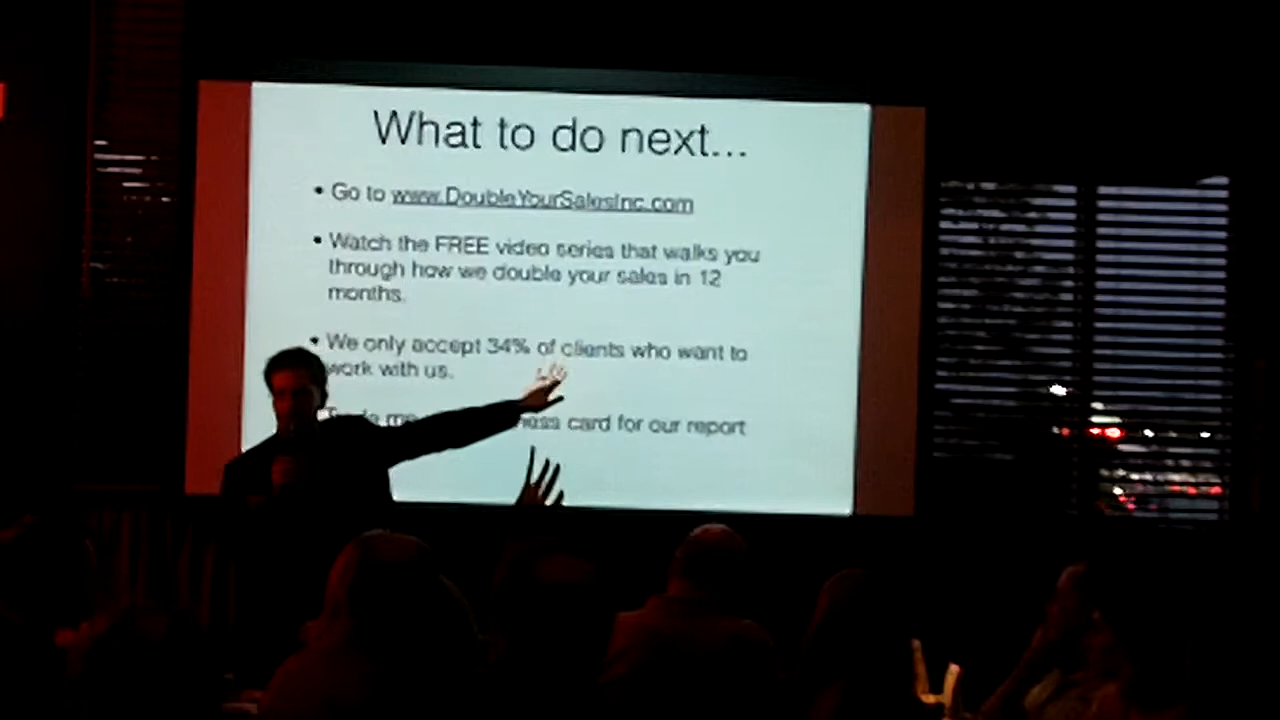 What to do next...
• Go to www.DoubleYourSalesInc.com
• Watch the FREE video series that walks you
through how we double your sales in 12
months.
• We only accept 34% of clients who want to
work with us.
card for our report